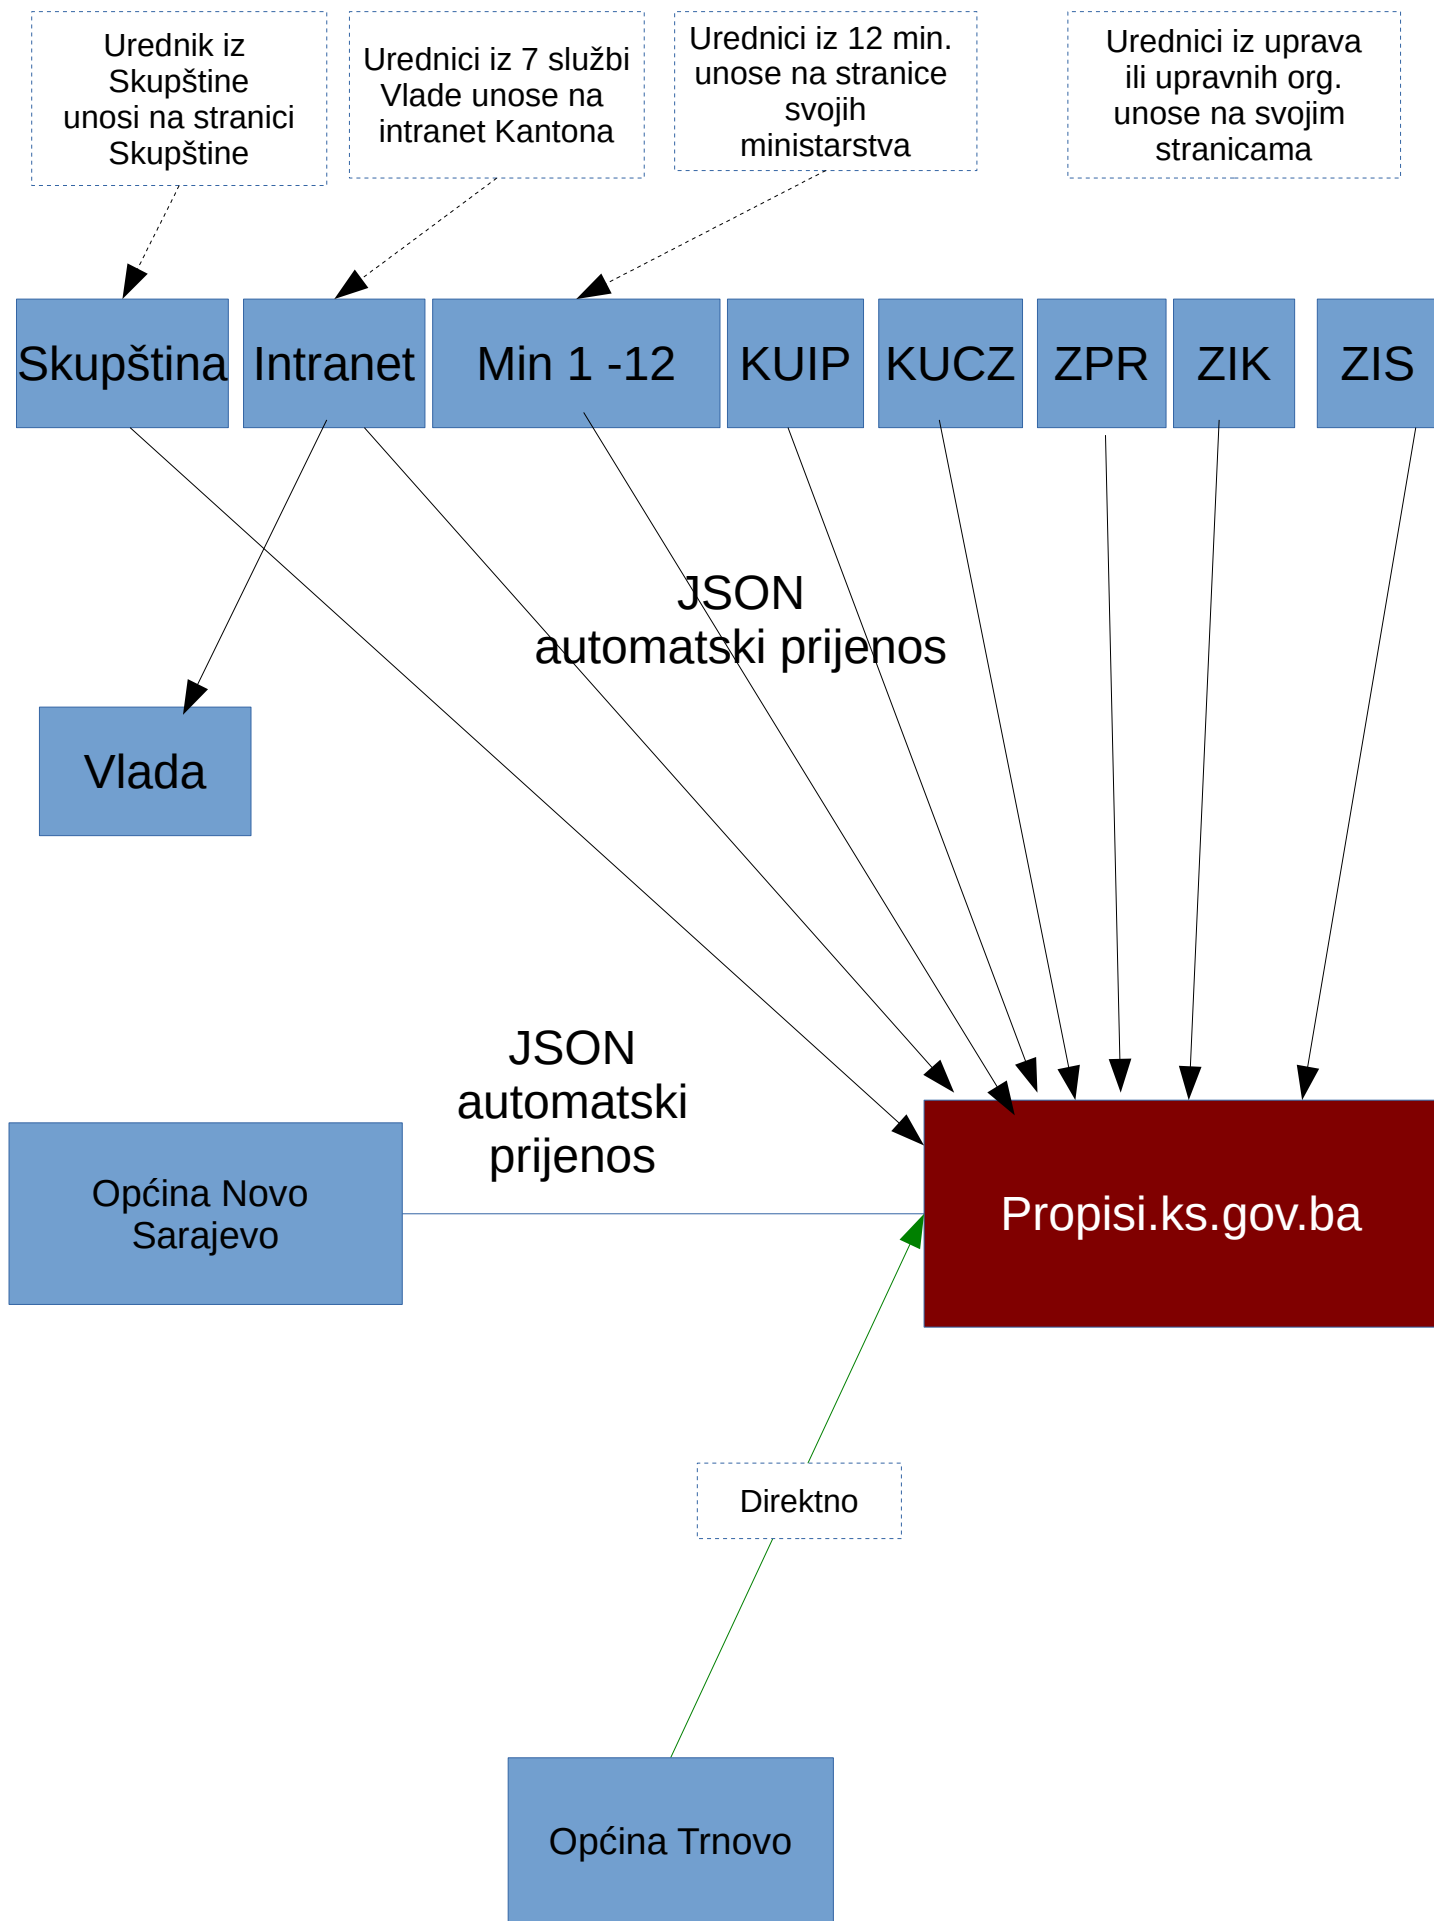 Urednik iz
Skupštine
unosi na stranici
Skupštine
Urednici iz 7 službi
Vlade unose na
intranet Kantona
Urednici iz 12 min.
unose na stranice
svojih
ministarstva
Urednici iz uprava
ili upravnih org.
unose na svojim
stranicama
Skupština
Intranet
Min 1 -12
KUIP
KUCZ
ZPR
ZIK
ZIS
JSON
automatski prijenos
Vlada
JSON
automatski
prijenos
Općina Novo
Sarajevo
Propisi.ks.gov.ba
Direktno
Općina Trnovo